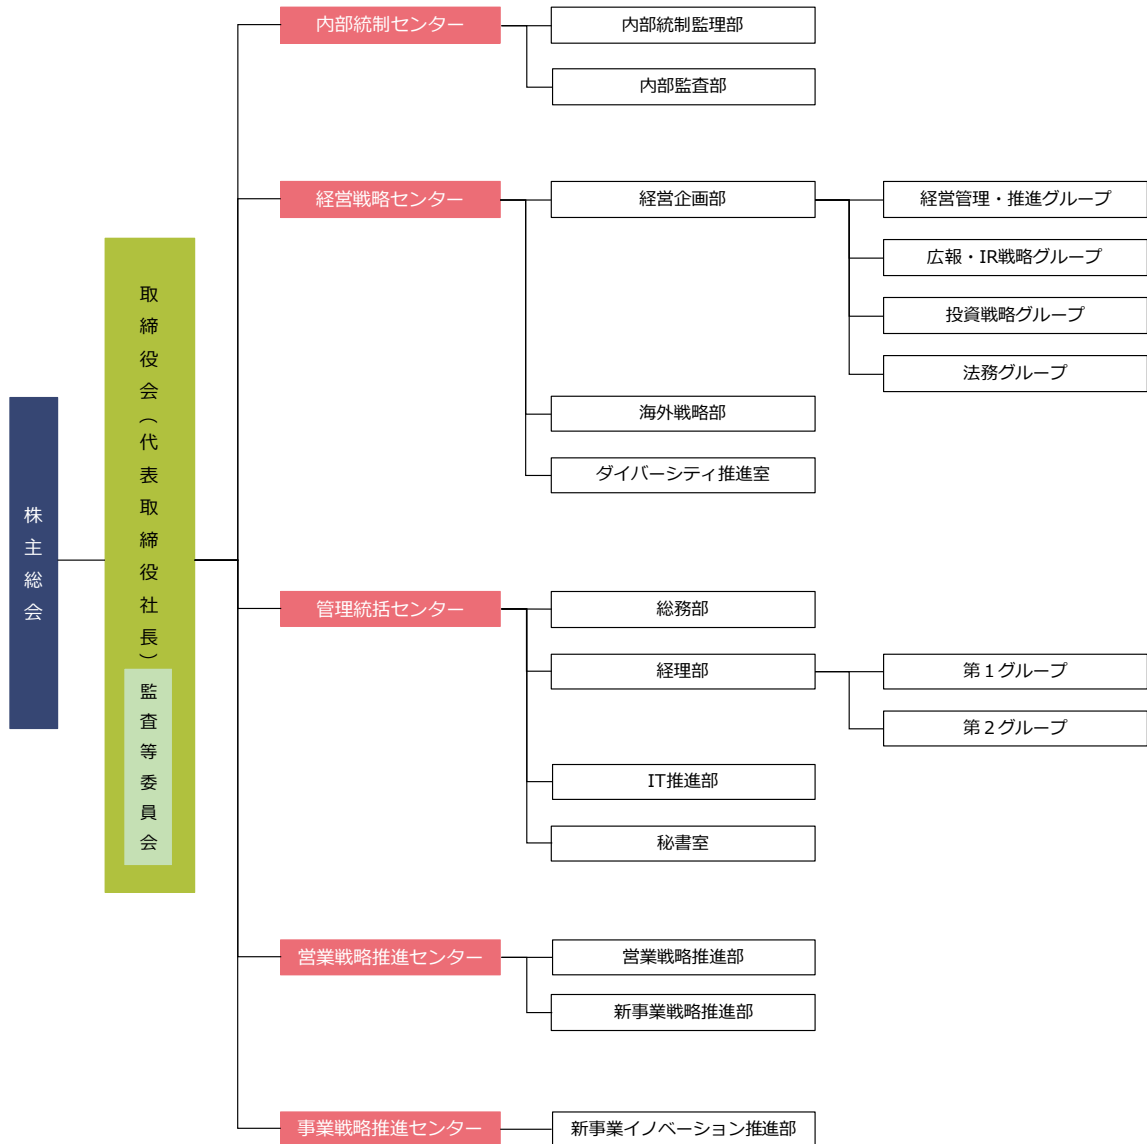 株主総会
取締役会（代表取締役社長）
監査等委員会
内部統制センター
内部統制監理部
内部監査部
経営戦略センター
経営企画部
経営管理・推進グループ
広報・IR戦略グループ
投資戦略グループ
法務グループ
海外戦略部
ダイバーシティ推進室
管理統括センター
総務部
経理部
第１グループ
第２グループ
IT推進部
秘書室
営業戦略推進センター
営業戦略推進部
新事業戦略推進部
事業戦略推進センター
新事業イノベーション推進部